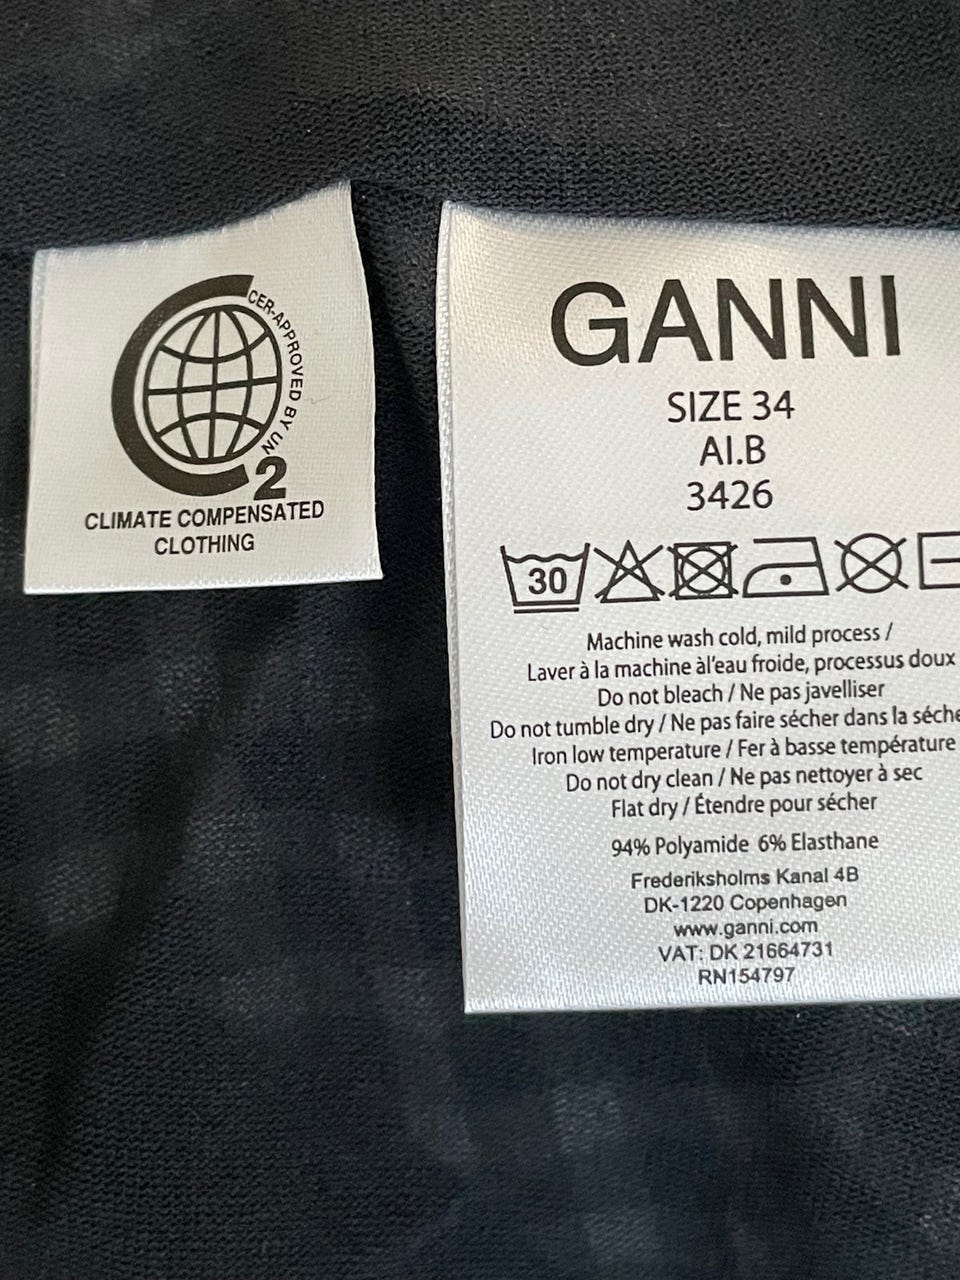 CER-APPROVED BY UN
2
CLIMATE COMPENSATED
CLOTHING
GANNI
SIZE 34
AI.B
3426
30
Machine wash cold, mild process /
Laver à la machine àl'eau froide, processus doux
Do not bleach / Ne pas javelliser
Do not tumble dry / Ne pas faire sécher dans la séche
Iron low temperature / Fer à basse température
Do not dry clean / Ne pas nettoyer à sec
Flat dry / Étendre pour sécher
94% Polyamide 6% Elasthane
Frederiksholms Kanal 4B
DK-1220 Copenhagen
www.ganni.com
VAT: DK 21664731
RN154797